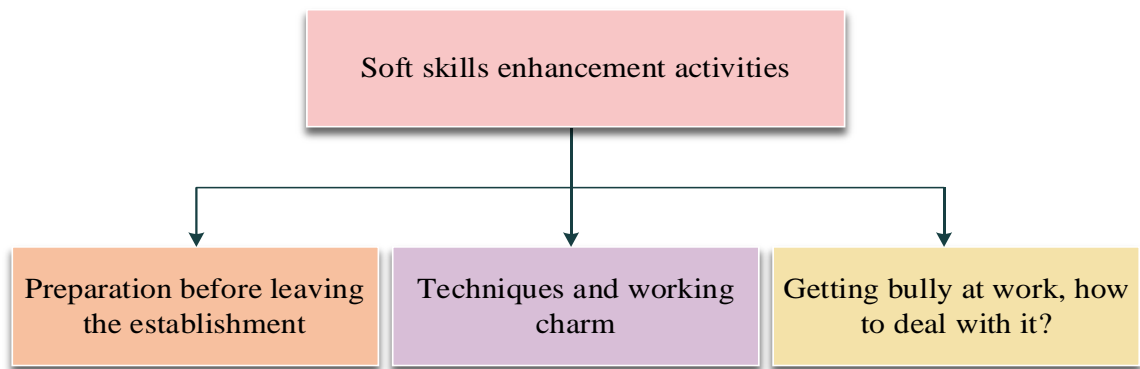 Soft skills enhancement activities
Preparation before leaving
the establishment
Techniques and working
charm
Getting bully at work, how
to deal with it?